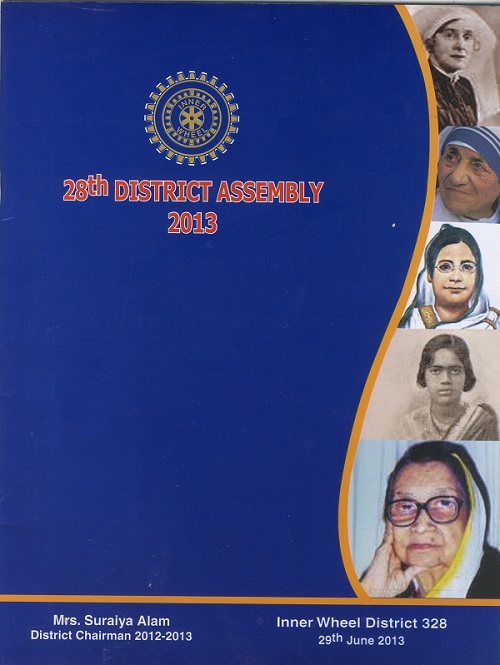 INNER
WHEEL
28th DISTRICT ASSEMBLY
2013
Mrs. Suraiya Alam
District Chairman 2012-2013
Inner Wheel District 328
29th June 2013